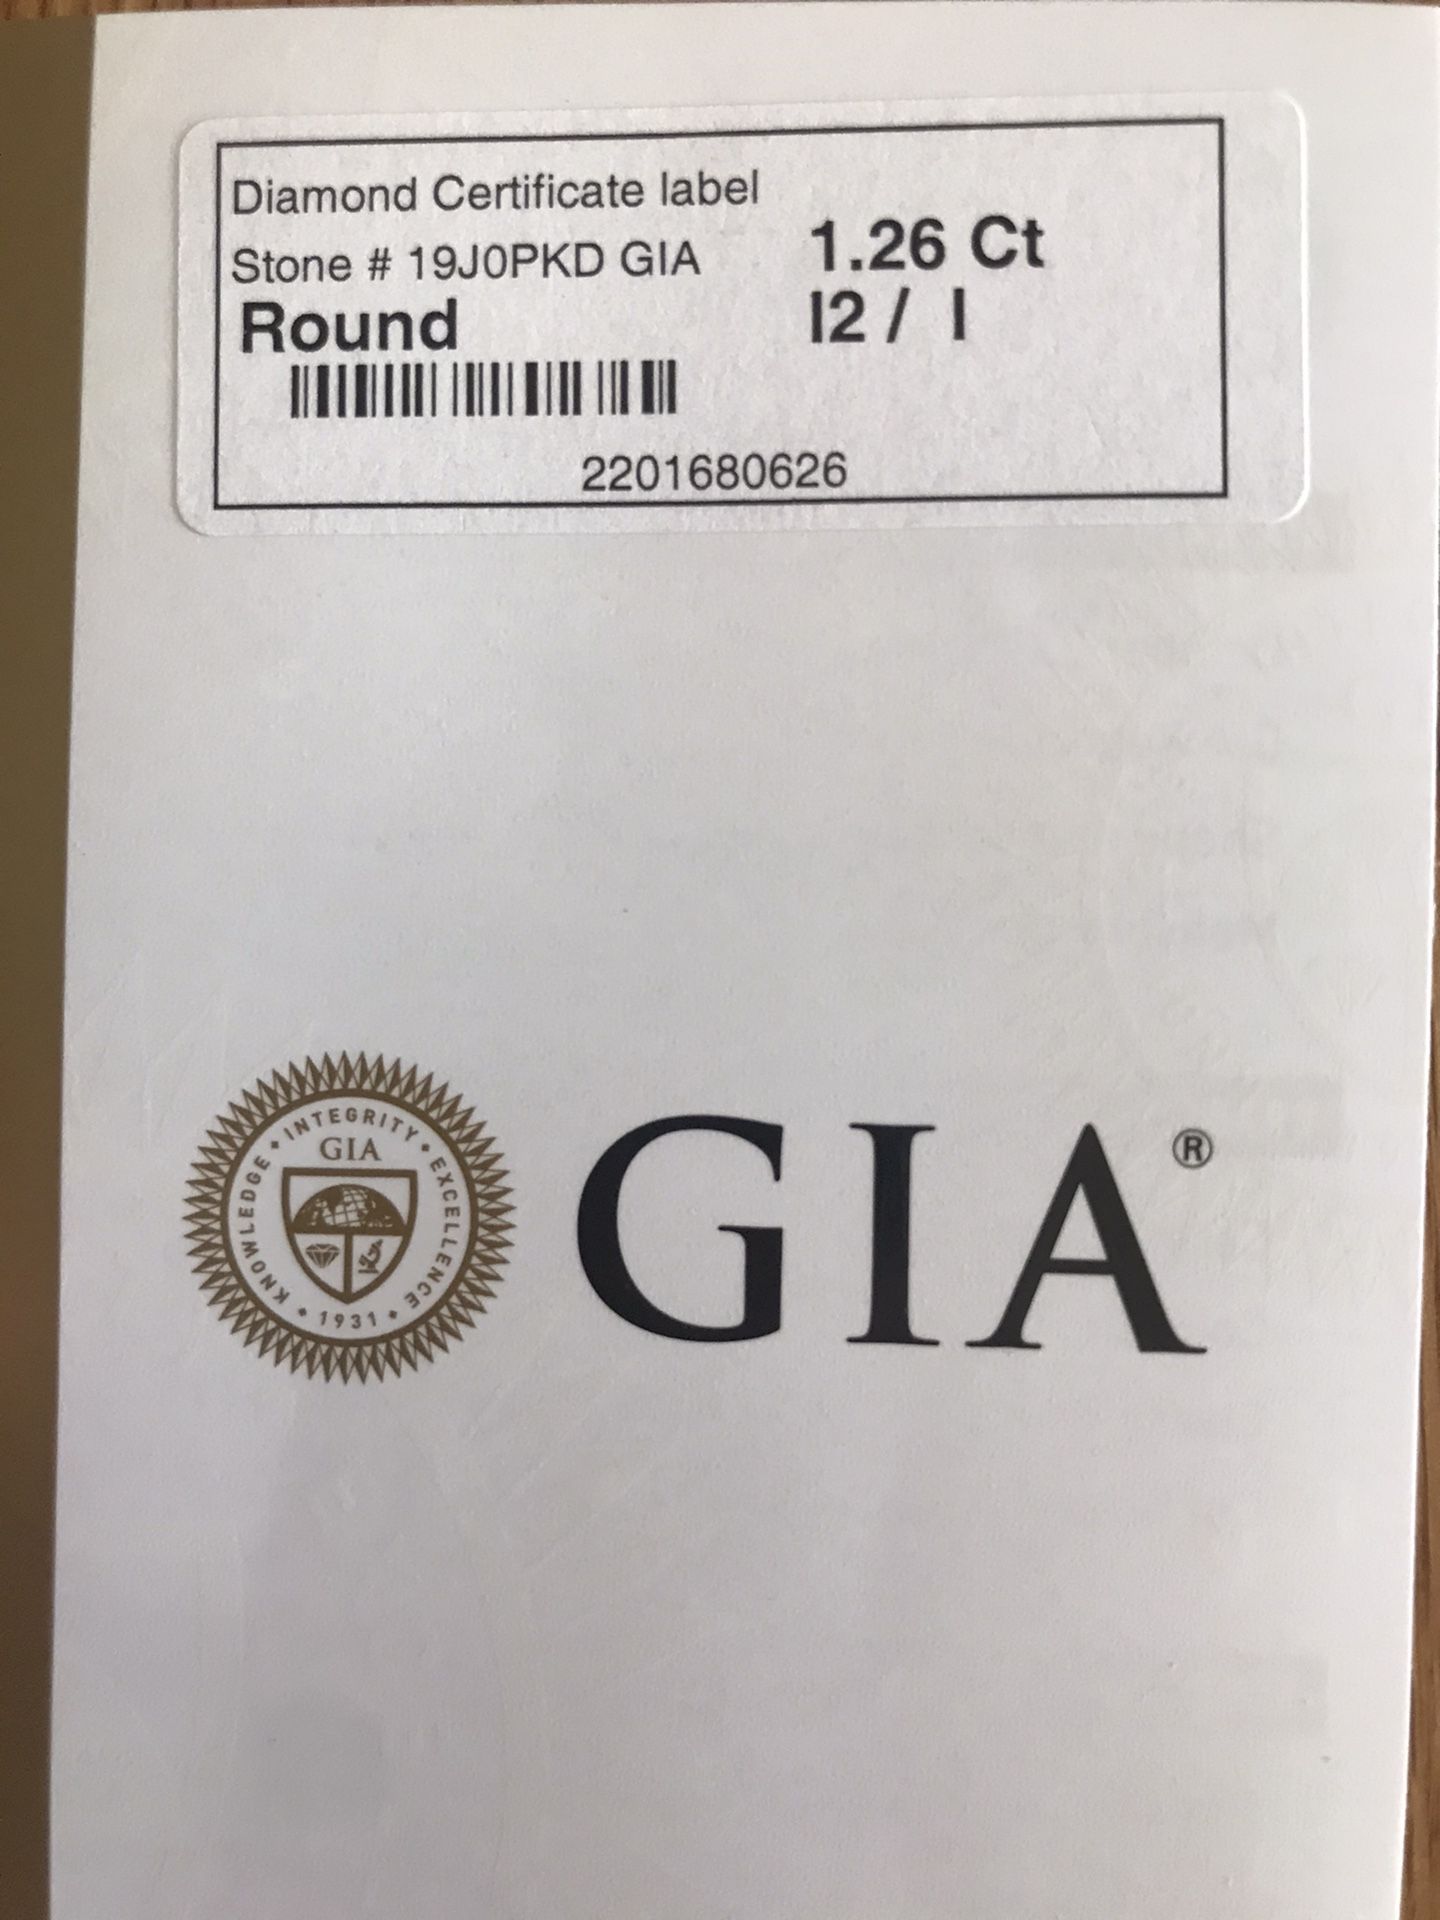 Diamond Certificate label
Stone # 19J0PKD GIA
1.26 Ct
Round
I2 / I
2201680626
KNOWLEDGE • INTEGRITY • EXCELLENCE • 1931 •
GIA
GIA®